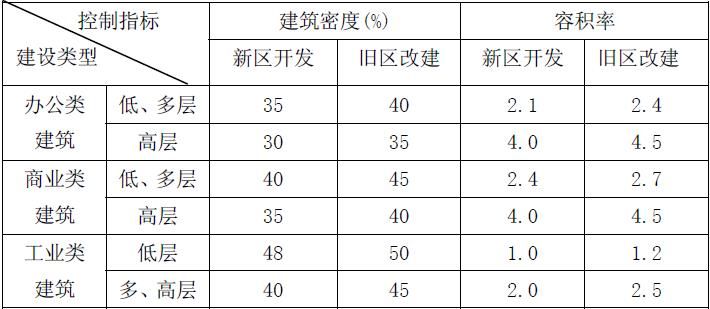 控制指标 建筑密度(%) 容积率
建设类型 新区开发 旧区改建 新区开发 旧区改建
办公类 低、多层 35 40 2.1 2.4
建筑 高层 30 35 4.0 4.5
商业类 低、多层 40 45 2.4 2.7
建筑 高层 35 40 4.0 4.5
工业类 低层 48 50 1.0 1.2
建筑 多、高层 40 45 2.0 2.5